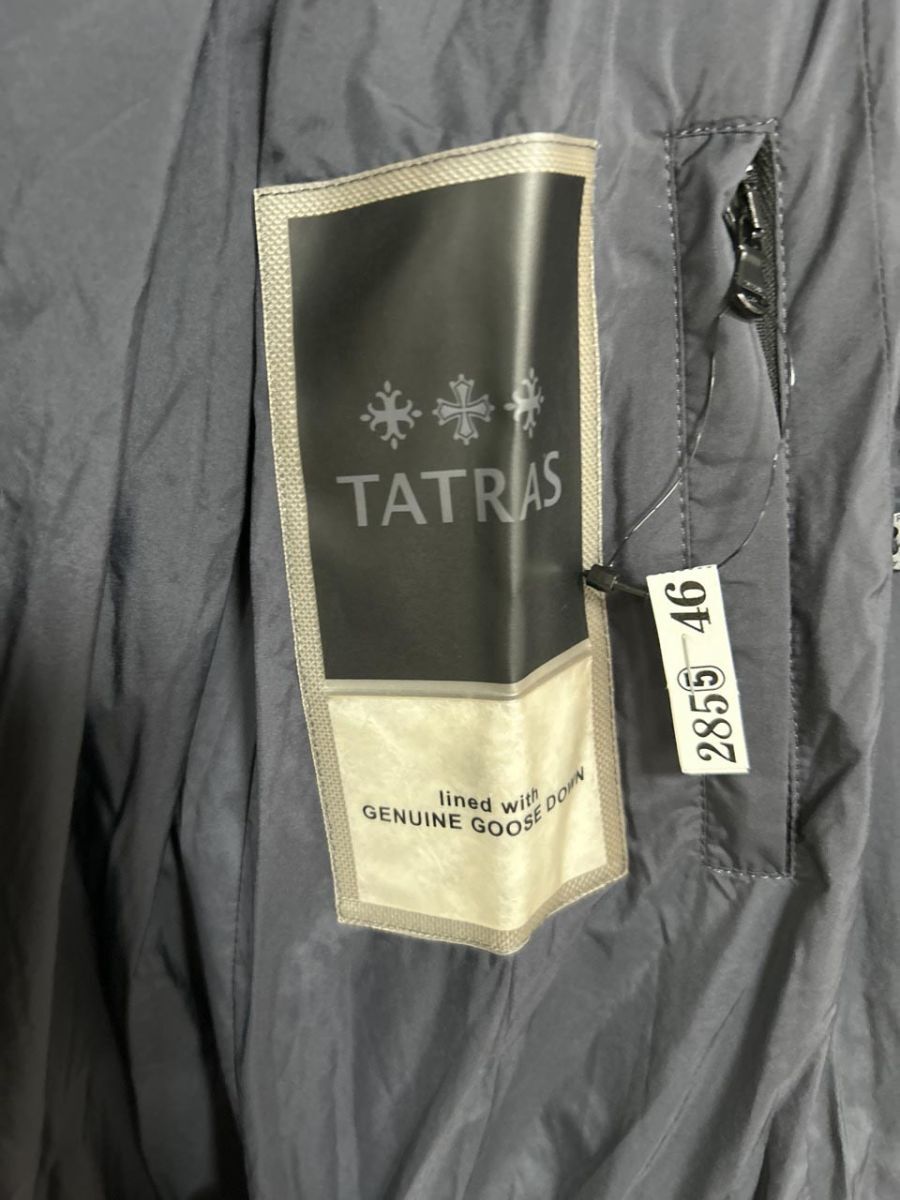 TATRAS
lined with
GENUINE GOOSE DOWN
2855 46